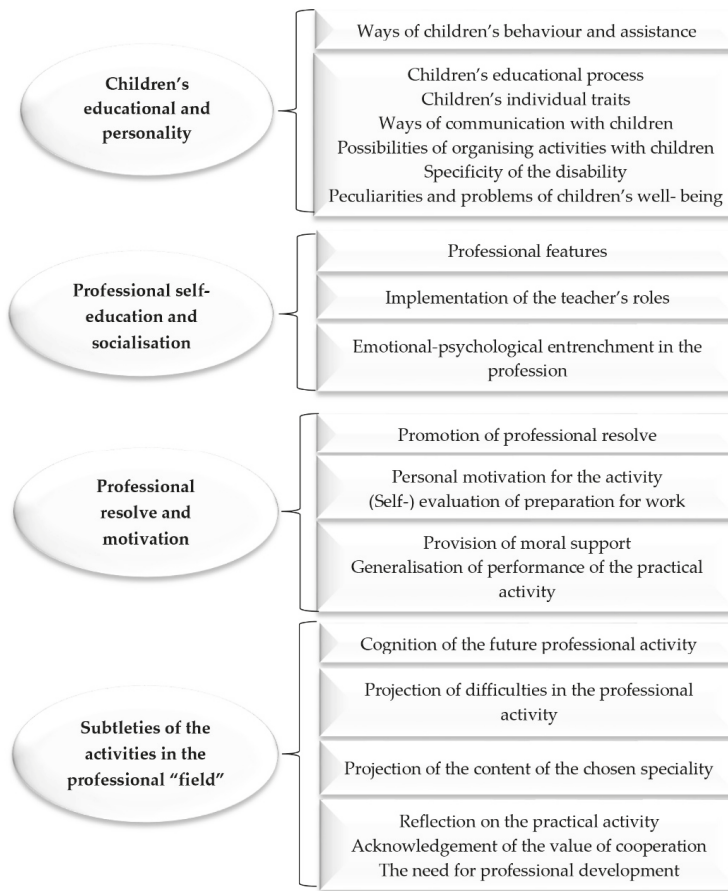 Children's
educational and
personality
Ways of children's behaviour and assistance
Children's educational process
Children's individual traits
Ways of communication with children
Possibilities of organising activities with children
Specificity of the disability
Peculiarities and problems of children's well- being
Professional self-
education and
socialisation
Professional features
Implementation of the teacher's roles
Emotional-psychological entrenchment in the
profession
Professional
resolve and
motivation
Promotion of professional resolve
Personal motivation for the activity
(Self-) evaluation of preparation for work
Provision of moral support
Generalisation of performance of the practical
activity
Subtleties of the
activities in the
professional "field"
Cognition of the future professional activity
Projection of difficulties in the professional
activity
Projection of the content of the chosen speciality
Reflection on the practical activity
Acknowledgement of the value of cooperation
The need for professional development